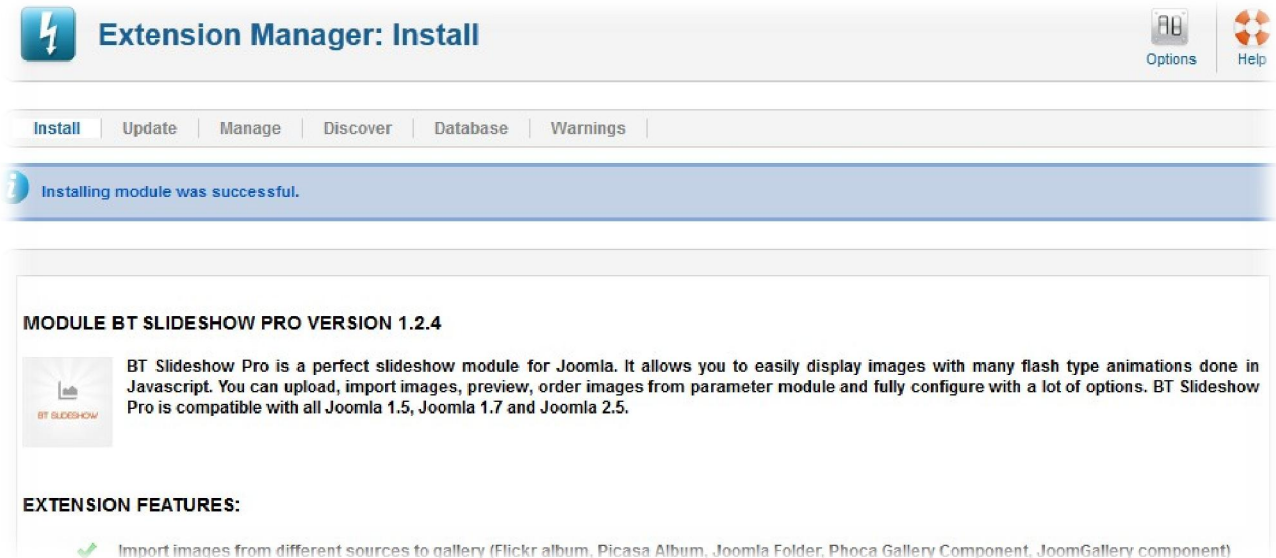 Extension Manager: Install
Options
Help
Install
Update
Manage
Discover
Database
Warnings
Installing module was successful.
MODULE BT SLIDESHOW PRO VERSION 1.2.4
BT Slideshow Pro is a perfect slideshow module for Joomla. It allows you to easily display images with many flash type animations done in
Javascript. You can upload, import images, preview, order images from parameter module and fully configure with a lot of options. BT Slideshow
Pro is compatible with all Joomla 1.5, Joomla 1.7 and Joomla 2.5.
BT SLIDESHOW
EXTENSION FEATURES:
Import images from different sources to gallery (Flickr album, Picasa Album, Joomla Folder, Phoca Gallery Component, JoomGallery component)